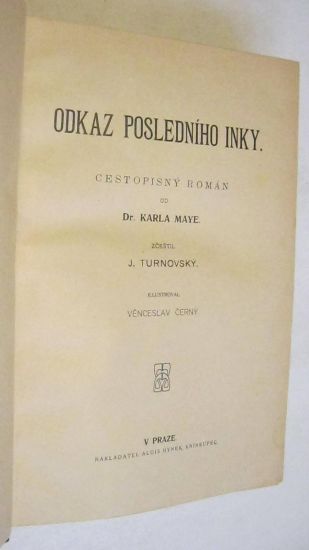 ODKAZ POSLEDNÍHO INKY.
CESTOPISNÝ ROMÁN
OD
Dr. KARLA MAYE.
ZČEŠTIL
J. TURNOVSKÝ.
ILLUSTROVAL
VĚNCESLAV ČERNÝ
V PRAZE.
NAKLADATEL ALOIS HYNEK, KNIHKUPEC.